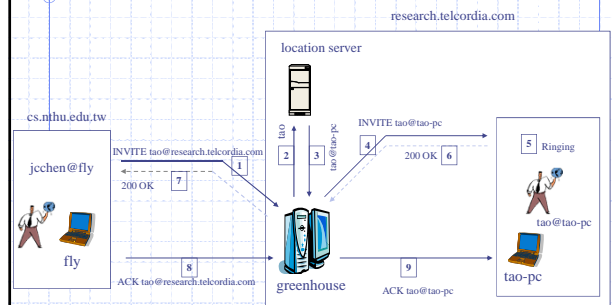 research.telcordia.com
location server
cs.nthu.edu.tw
INVITE tao@tao-pc
tao
tao@tao-pc
INVITE tao@research.telcordia.com
1
2
3
4
200 OK
6
5
Ringing
jcchen@fly
200 OK
7
tao@tao-pc
fly
8
9
tao-pc
ACK tao@research.telcordia.com
greenhouse
ACK tao@tao-pc